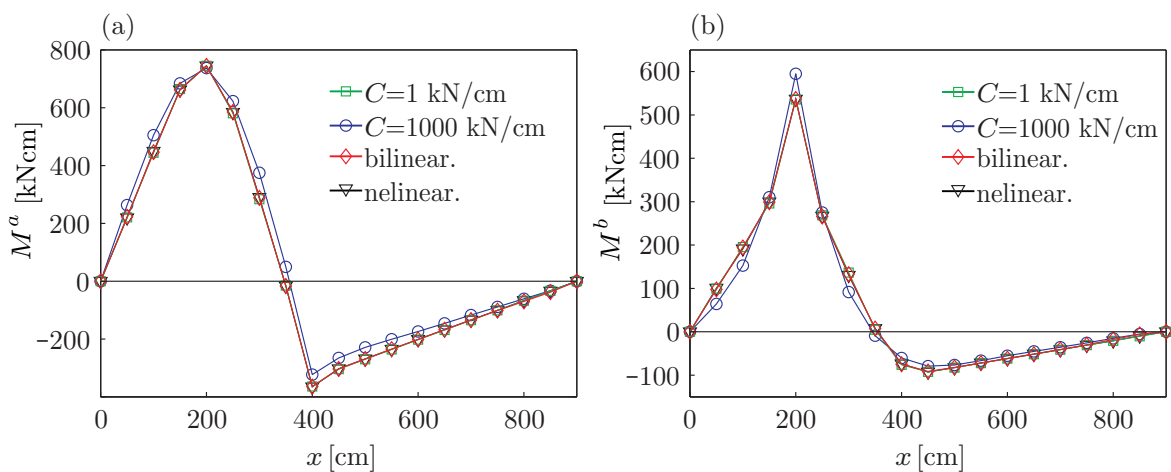 (a)
800
600
400
200
0
−200
M^a [kNcm]
C=1 kN/cm
C=1000 kN/cm
bilinear.
nelinear.
0 200 400 600 800
x [cm]
(b)
600
500
400
300
200
100
0
−100
M^b [kNcm]
C=1 kN/cm
C=1000 kN/cm
bilinear.
nelinear.
0 200 400 600 800
x [cm]